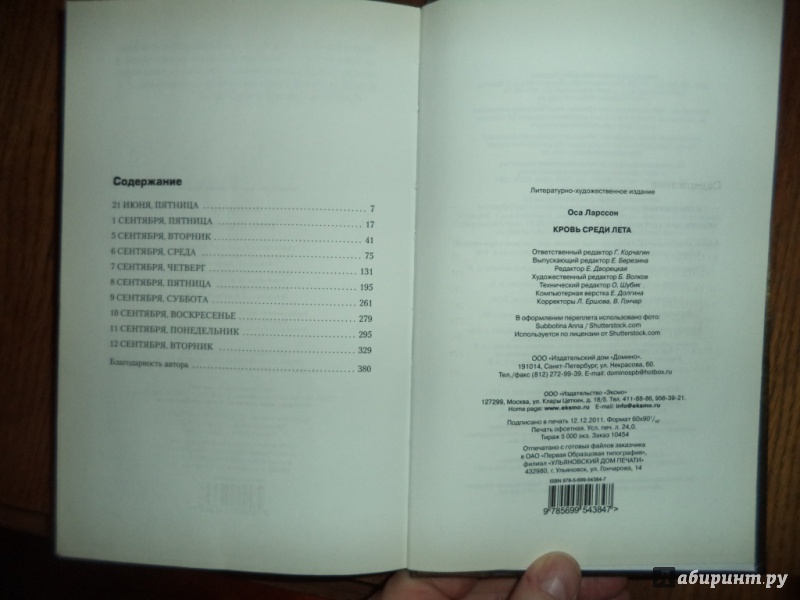 Содержание
21 ИЮНЯ, ПЯТНИЦА 7
1 СЕНТЯБРЯ, ПЯТНИЦА 17
5 СЕНТЯБРЯ, ВТОРНИК 41
6 СЕНТЯБРЯ, СРЕДА 75
7 СЕНТЯБРЯ, ЧЕТВЕРГ 131
8 СЕНТЯБРЯ, ПЯТНИЦА 195
9 СЕНТЯБРЯ, СУББОТА 261
10 СЕНТЯБРЯ, ВОСКРЕСЕНЬЕ 279
11 СЕНТЯБРЯ, ПОНЕДЕЛЬНИК 295
12 СЕНТЯБРЯ, ВТОРНИК 329
Благодарность автора 380
Литературно-художественное издание
Оса Ларссон
КРОВЬ СРЕДИ ЛЕТА
Ответственный редактор Г. Корчагин
Выпускающий редактор Е. Березина
Редактор Е. Дворецкая
Художественный редактор Б. Волков
Технический редактор О. Шубик
Компьютерная верстка Е. Долгина
Корректоры Л. Ершова, В. Гончар
В оформлении переплета использовано фото:
Subbotina Anna / Shutterstock.com
Используется по лицензии от Shutterstock.com
ООО «Издательский дом «Домино».
191014, Санкт-Петербург, ул. Некрасова, 60.
Тел./факс (812) 272-99-39. E-mail: dominospb@hotbox.ru
ООО «Издательство «Эксмо»
127299, Москва, ул. Клары Цеткин, д. 18/5. Тел. 411-68-86, 956-39-21.
Home page: www.eksmo.ru E-mail: info@eksmo.ru
Подписано в печать 12.12.2011. Формат 60x90 1/16
Печать офсетная. Усл. печ. л. 24,0.
Тираж 5 000 экз. Заказ 10454
Отпечатано с готовых файлов заказчика
в ОАО «Первая Образцовая типография»,
филиал «УЛЬЯНОВСКИЙ ДОМ ПЕЧАТИ»
432980, г. Ульяновск, ул. Гончарова, 14
ISBN 978-5-699-54384-7
9 785699 543847 >
Лабиринт.ру